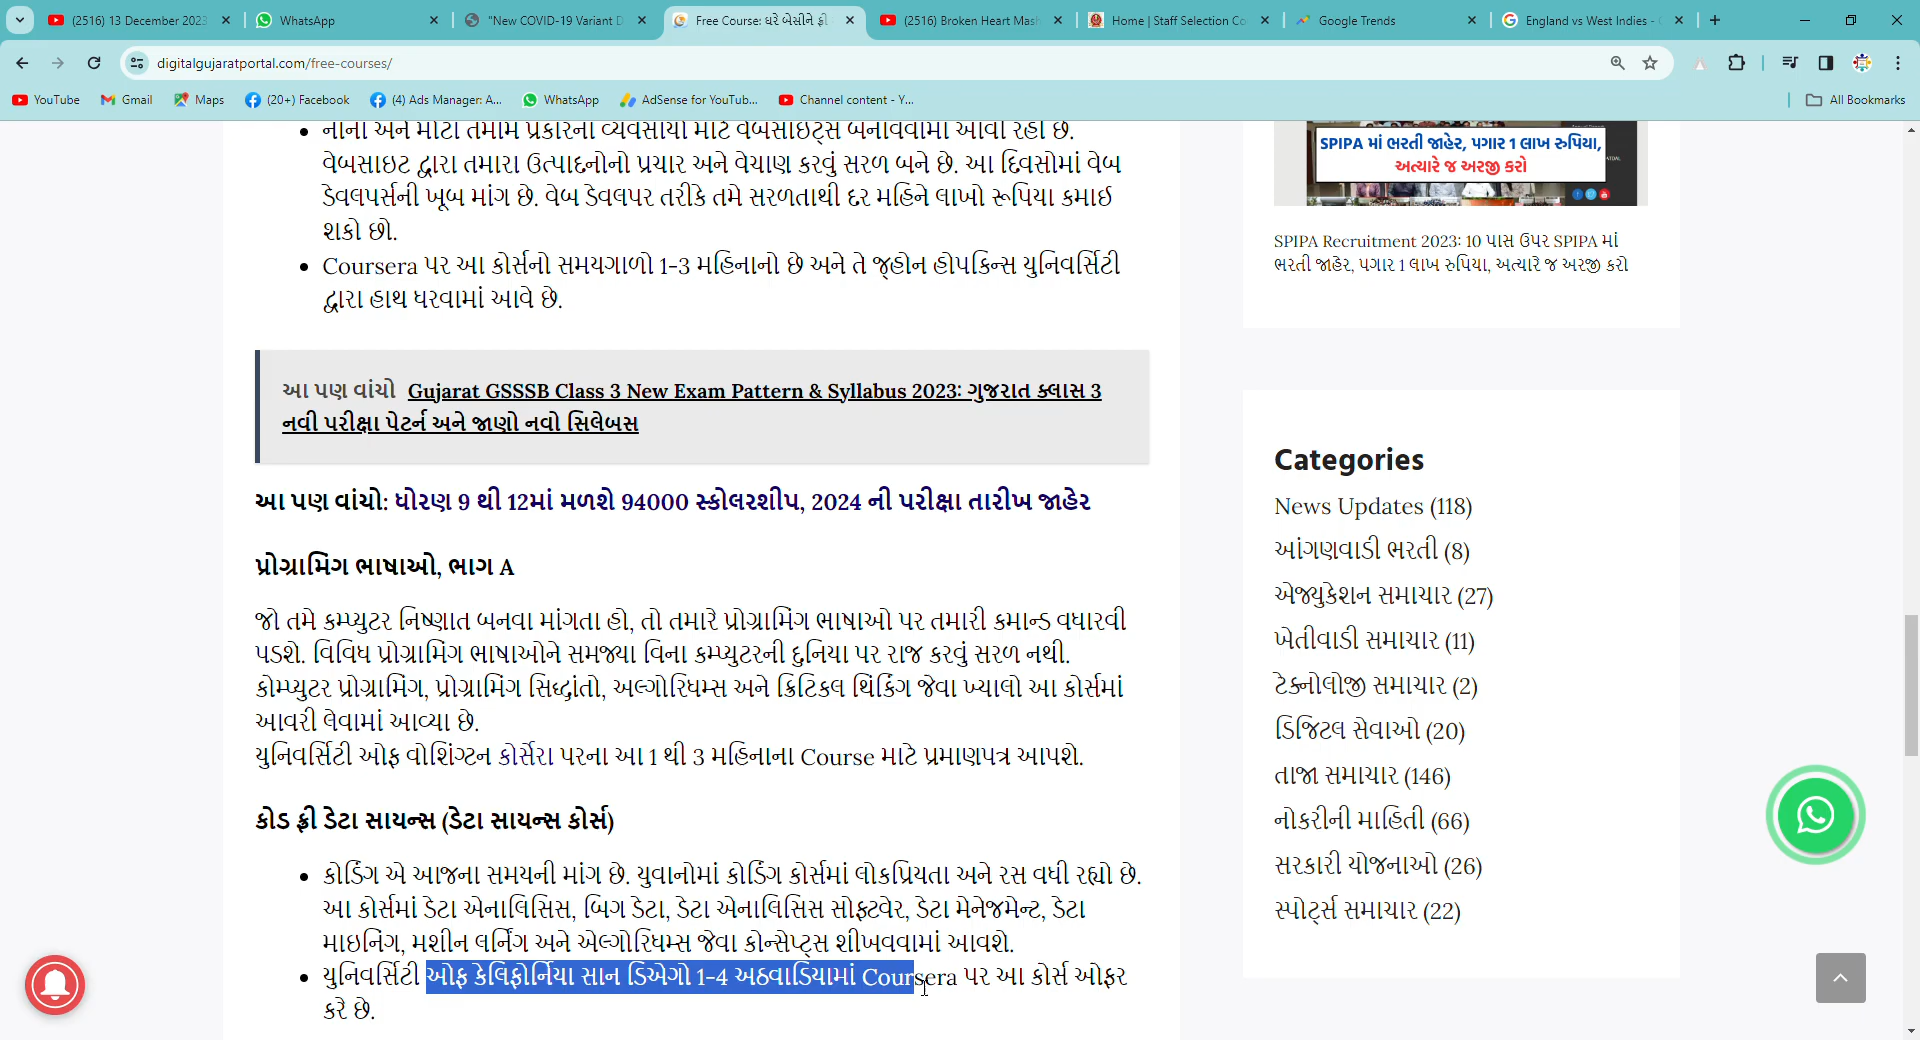 (2516) 13 December 2023
WhatsApp
"New COVID-19 Variant D
Free Course: ઘરે બેસીને ફ્રી
(2516) Broken Heart Mash
Home | Staff Selection Co
Google Trends
England vs West Indies -
digitalgujaratportal.com/free-courses/
YouTube
Gmail
Maps
(20+) Facebook
(4) Ads Manager: A...
WhatsApp
AdSense for YouTub...
Channel content - Y...
All Bookmarks
નાના અને મોટા તમામ પ્રકારના વ્યવસાયો માટે વેબસાઇટ્સ બનાવવામાં આવી રહી છે.
વેબસાઇટ દ્વારા તમારા ઉત્પાદનોનો પ્રચાર અને વેચાણ કરવું સરળ બને છે. આ દિવસોમાં વેબ
ડેવલપર્સની ખૂબ માંગ છે. વેબ ડેવલપર તરીકે તમે સરળતાથી દર મહિને લાખો રૂપિયા કમાઈ
શકો છો.
Coursera પર આ કોર્સનો સમયગાળો 1-3 મહિનાનો છે અને તે જ્હોન હોપકિન્સ યુનિવર્સિટી
દ્વારા હાથ ધરવામાં આવે છે.
આ પણ વાંચો Gujarat GSSSB Class 3 New Exam Pattern & Syllabus 2023: ગુજરાત ક્લાસ 3
નવી પરીક્ષા પેટર્ન અને જાણો નવો સિલેબસ
આ પણ વાંચો: ધોરણ 9 થી 12માં મળશે 94000 સ્કોલરશીપ, 2024 ની પરીક્ષા તારીખ જાહેર
પ્રોગ્રામિંગ ભાષાઓ, ભાગ A
જો તમે કમ્પ્યુટર નિષ્ણાત બનવા માંગતા હો, તો તમારે પ્રોગ્રામિંગ ભાષાઓ પર તમારી કમાન્ડ વધારવી
પડશે. વિવિધ પ્રોગ્રામિંગ ભાષાઓને સમજ્યા વિના કમ્પ્યુટરની દુનિયા પર રાજ કરવું સરળ નથી.
કોમ્પ્યુટર પ્રોગ્રામિંગ, પ્રોગ્રામિંગ સિદ્ધાંતો, અલ્ગોરિધમ્સ અને ક્રિટિકલ થિંકિંગ જેવા ખ્યાલો આ કોર્સમાં
આવરી લેવામાં આવ્યા છે.
યુનિવર્સિટી ઓફ વોશિંગ્ટન કોર્સેરા પરના આ 1 થી 3 મહિનાના Course માટે પ્રમાણપત્ર આપશે.
કોડ ફ્રી ડેટા સાયન્સ (ડેટા સાયન્સ કોર્સ)
કોર્ડિંગ એ આજના સમયની માંગ છે. યુવાનોમાં કોર્ડિંગ કોર્સમાં લોકપ્રિયતા અને રસ વધી રહ્યો છે.
આ કોર્સમાં ડેટા એનાલિસિસ, બિગ ડેટા, ડેટા એનાલિસિસ સોફ્ટવેર, ડેટા મેનેજમેન્ટ, ડેટા
માઇનિંગ, મશીન લર્નિંગ અને એલ્ગોરિધમ્સ જેવા કોન્સેપ્ટ્સ શીખવવામાં આવશે.
યુનિવર્સિટી ઓફ કેલિફોર્નિયા સાન ડિએગો 1-4 અઠવાડિયામાં Coursera પર આ કોર્સ ઓફર
કરે છે.
SPIPA માં ભરતી જાહેર, પગાર 1 લાખ રુપિયા,
અત્યારે જ અરજી કરો
SPIPA Recruitment 2023: 10 પાસ ઉપર SPIPA માં
ભરતી જાહેર, પગાર 1 લાખ રુપિયા, અત્યારે જ અરજી કરો
Categories
News Updates (118)
આંગણવાડી ભરતી (8)
એજ્યુકેશન સમાચાર (27)
ખેતીવાડી સમાચાર (11)
ટેક્નોલોજી સમાચાર (2)
ડિજિટલ સેવાઓ (20)
તાજા સમાચાર (146)
નોકરીની માહિતી (66)
સરકારી યોજનાઓ (26)
સ્પોર્ટ્સ સમાચાર (22)